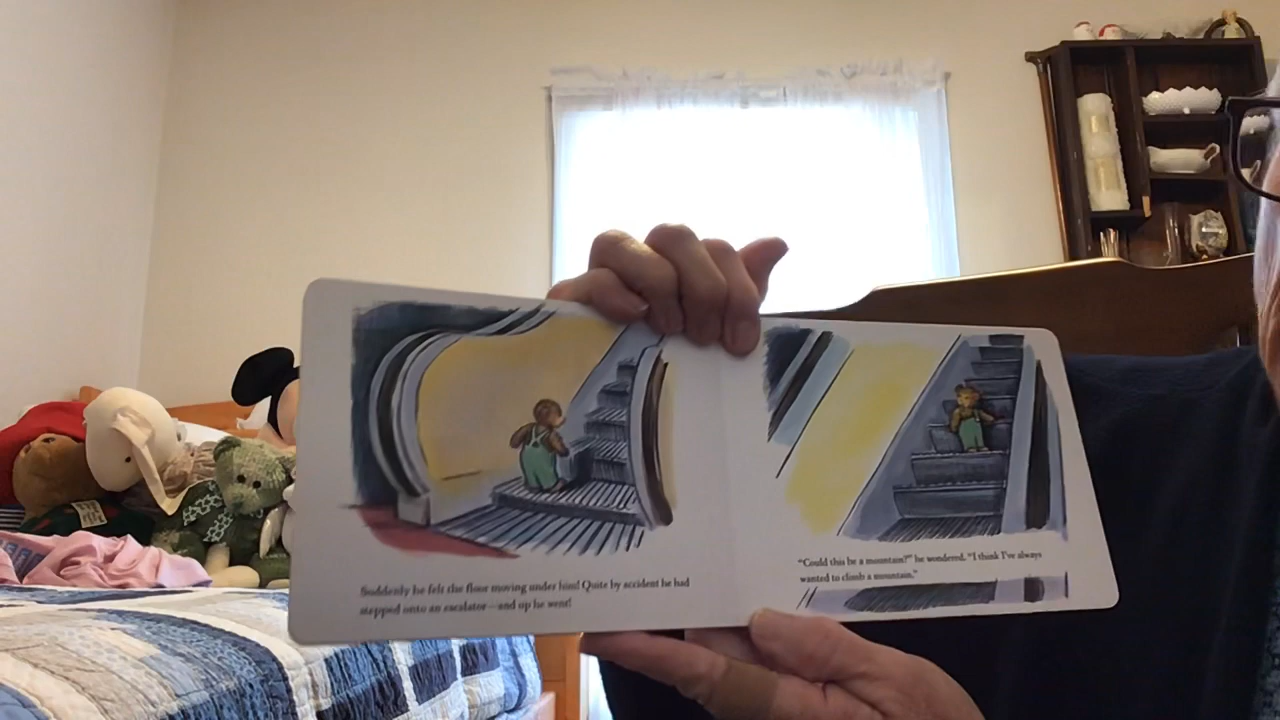 Suddenly he felt the floor moving under him! Quite by accident he had
stepped onto an escalator—and up he went!
"Could this be a mountain?" he wondered. "I think I've always
wanted to climb a mountain."